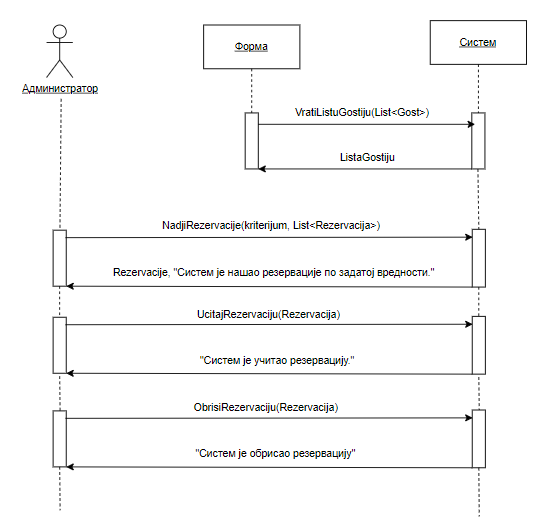 Форма
Систем
Администратор
VratiListuGostiju(List<Gost>)
ListaGostiju
NadjiRezervacije(kriterijum, List<Rezervacija>)
Rezervacije, "Систем је нашао резервације по задатој вредности."
UcitajRezervaciju(Rezervacija)
"Систем је учитао резервацију."
ObrisiRezervaciju(Rezervacija)
"Систем је обрисао резервацију"